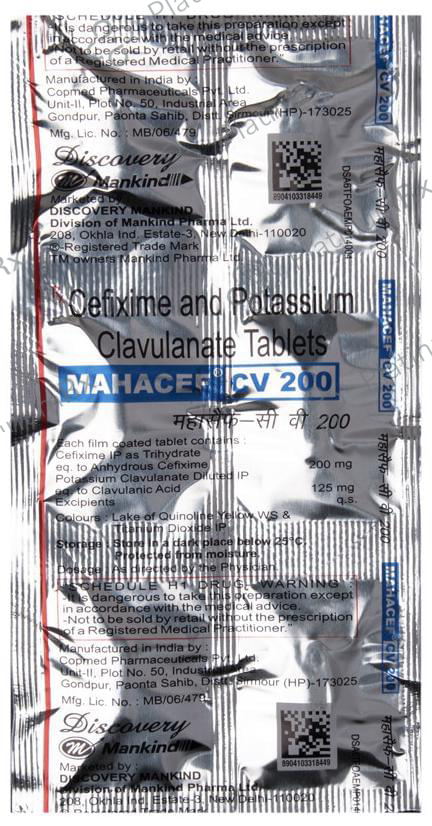 SCHEDULE
"It is dangerous to take this preparation except
in accordance with the medical advice.
-Not to be sold by retail without the prescription
of a Registered Medical Practitioner."
Manufactured in India by :
Copmed Pharmaceuticals Pvt. Ltd.
Unit-II, Plot No. 50, Industrial Area
Gondpur, Paonta Sahib, Distt. Sirmour (HP)-173025
Mfg. Lic. No. : MB/06/479
Discovery
Mankind
8904103318449
Marketed by
DISCOVERY MANKIND
Division of Mankind Pharma Ltd.
208, Okhla Ind. Estate-3, New Delhi-110020
®-Registered Trade Mark
TM owners Mankind Pharma Ltd.
Rx Cefixime and Potassium
Clavulanate Tablets
MAHACEF® CV 200
महासेफ-सी वी 200
Each film coated tablet contains :
Cefixime IP as Trihydrate
eq. to Anhydrous Cefixime 200 mg
Potassium Clavulanate Diluted IP
eq. to Clavulanic Acid 125 mg
Excipients q.s.
Colours : Lake of Quinoline Yellow WS &
Titanium Dioxide IP
Storage : Store in a dark place below 25°C.
Protected from moisture.
Dosage : As directed by the Physician.
SCHEDULE H1 DRUG - WARNING
"It is dangerous to take this preparation except
in accordance with the medical advice.
-Not to be sold by retail without the prescription
of a Registered Medical Practitioner."
Manufactured in India by :
Copmed Pharmaceuticals Pvt. Ltd.
Unit-II, Plot No. 50, Industrial
Gondpur, Paonta Sahib, Distt. Sirmour (HP)-173025
Mfg. Lic. No. : MB/06/479
Discovery
Mankind
8904103318449
Marketed by :
DISCOVERY MANKIND
Division of Mankind Pharma Ltd.
208, Okhla Ind. Estate-3, New Delhi-110020
CV 200
महासेफ-सी वी 200
MAHACEF CV 200
महासेफ-सी वी 200
MAHACEF CV 200
महासेफ-सी वी